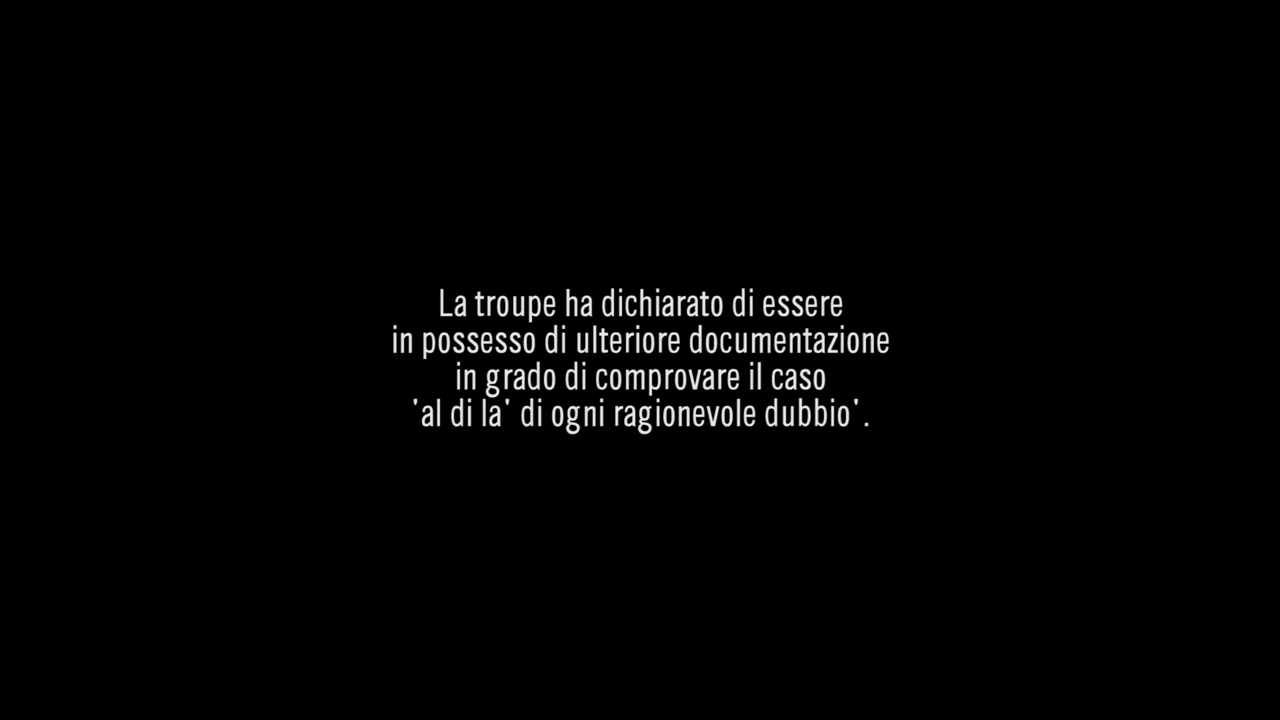 La troupe ha dichiarato di essere
in possesso di ulteriore documentazione
in grado di comprovare il caso
'al di la' di ogni ragionevole dubbio'.